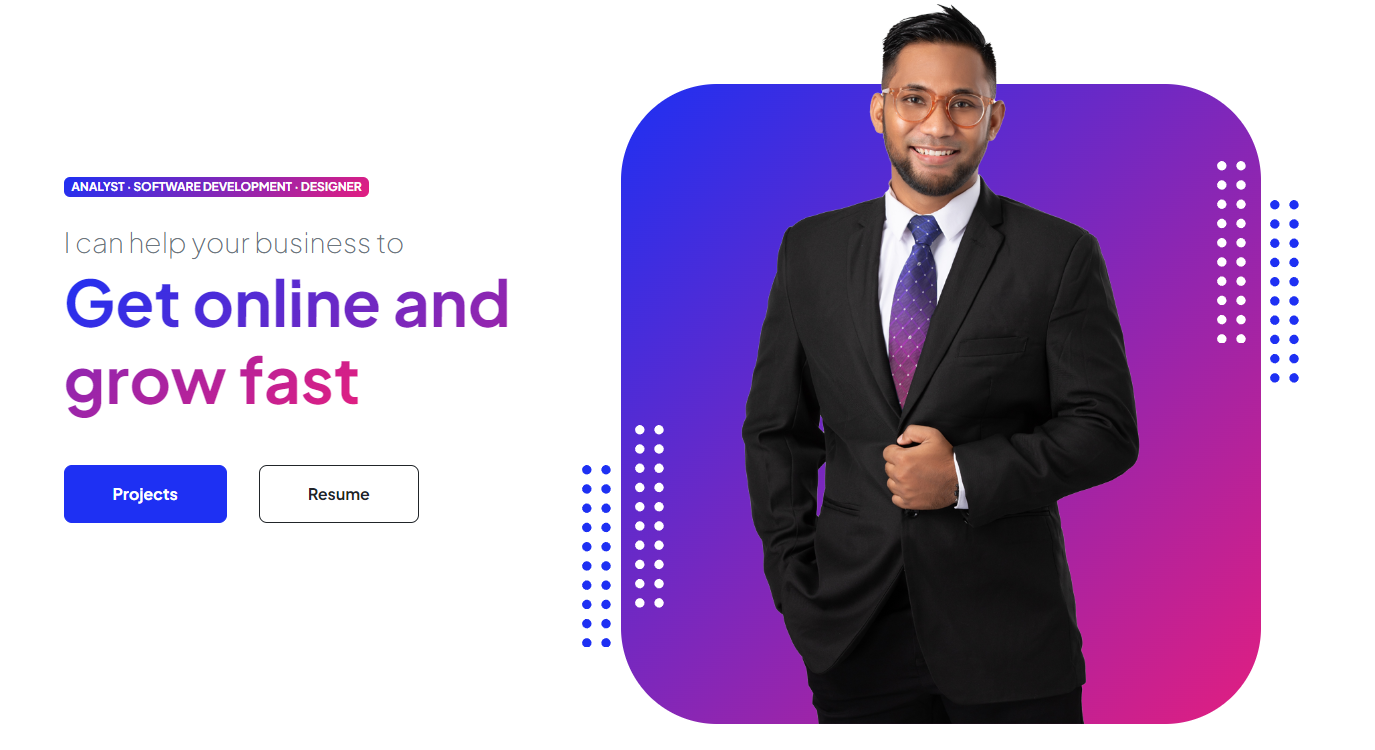 ANALYST · SOFTWARE DEVELOPMENT · DESIGNER
I can help your business to
Get online and
grow fast
Projects
Resume